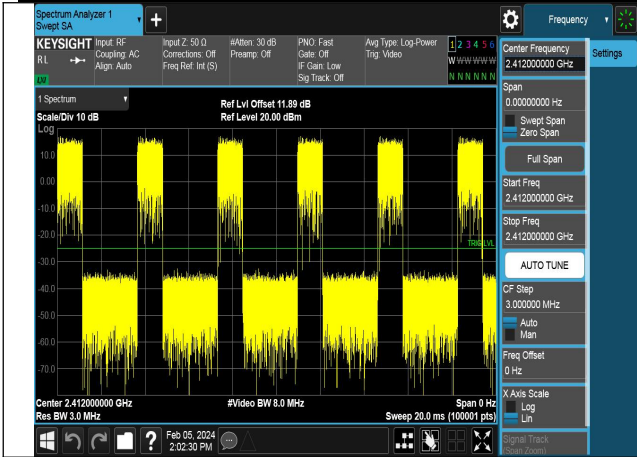 Spectrum Analyzer 1
Swept SA
Frequency
KEYSIGHT
RL
LXI
Input: RF
Coupling: AC
Align: Auto
Input Z: 50 Ω
Corrections: Off
Freq Ref: Int (S)
#Atten: 30 dB
Preamp: Off
PNO: Fast
Gate: Off
IF Gain: Low
Sig Track: Off
Avg Type: Log-Power
Trig: Video
1 2 3 4 5 6
W W W W W W
N N N N N N
1 Spectrum
Scale/Div 10 dB
Ref Lvl Offset 11.89 dB
Ref Level 20.00 dBm
Log
10.0
0.00
-10.0
-20.0
-30.0
-40.0
-50.0
-60.0
-70.0
TRIG LVL
Center 2.412000000 GHz
Res BW 3.0 MHz
#Video BW 8.0 MHz
Span 0 Hz
Sweep 20.0 ms (100001 pts)
Feb 05, 2024
2:02:30 PM
Center Frequency
2.412000000 GHz
Span
0.00000000 Hz
Swept Span
Zero Span
Full Span
Start Freq
2.412000000 GHz
Stop Freq
2.412000000 GHz
AUTO TUNE
CF Step
3.000000 MHz
Auto
Man
Freq Offset
0 Hz
X Axis Scale
Log
Lin
Signal Track
(Span Zoom)
Settings